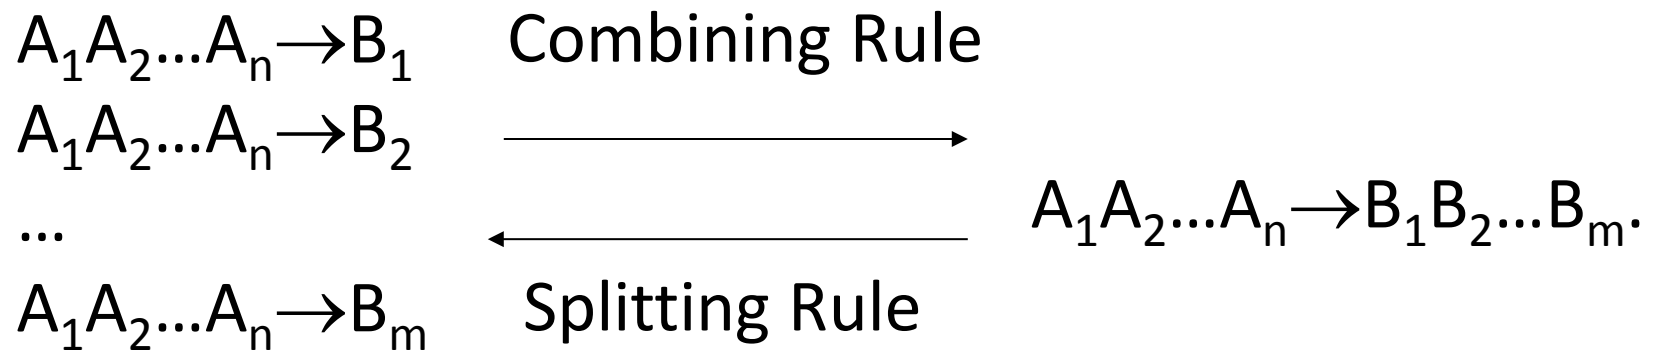 A₁A₂...Aₙ→B₁
Combining Rule
A₁A₂...Aₙ→B₂
...
A₁A₂...Aₙ→Bₘ
Splitting Rule
A₁A₂...Aₙ→B₁B₂...Bₘ.